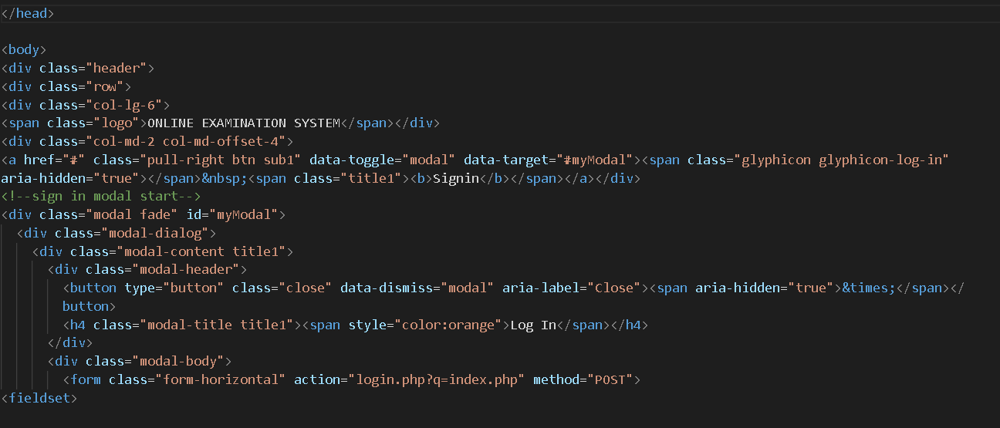 </head>
<body>
<div class="header">
<div class="row">
<div class="col-lg-6">
<span class="logo">ONLINE EXAMINATION SYSTEM</span></div>
<div class="col-md-2 col-md-offset-4">
<a href="#" class="pull-right btn sub1" data-toggle="modal" data-target="#myModal"><span class="glyphicon glyphicon-log-in"
aria-hidden="true"></span>&nbsp;<span class="title1"><b>Signin</b></span></a></div>
<!--sign in modal start-->
<div class="modal fade" id="myModal">
<div class="modal-dialog">
<div class="modal-content title1">
<div class="modal-header">
<button type="button" class="close" data-dismiss="modal" aria-label="Close"><span aria-hidden="true">&times;</span></
button>
<h4 class="modal-title title1"><span style="color:orange">Log In</span></h4>
</div>
<div class="modal-body">
<form class="form-horizontal" action="login.php?q=index.php" method="POST">
<fieldset>